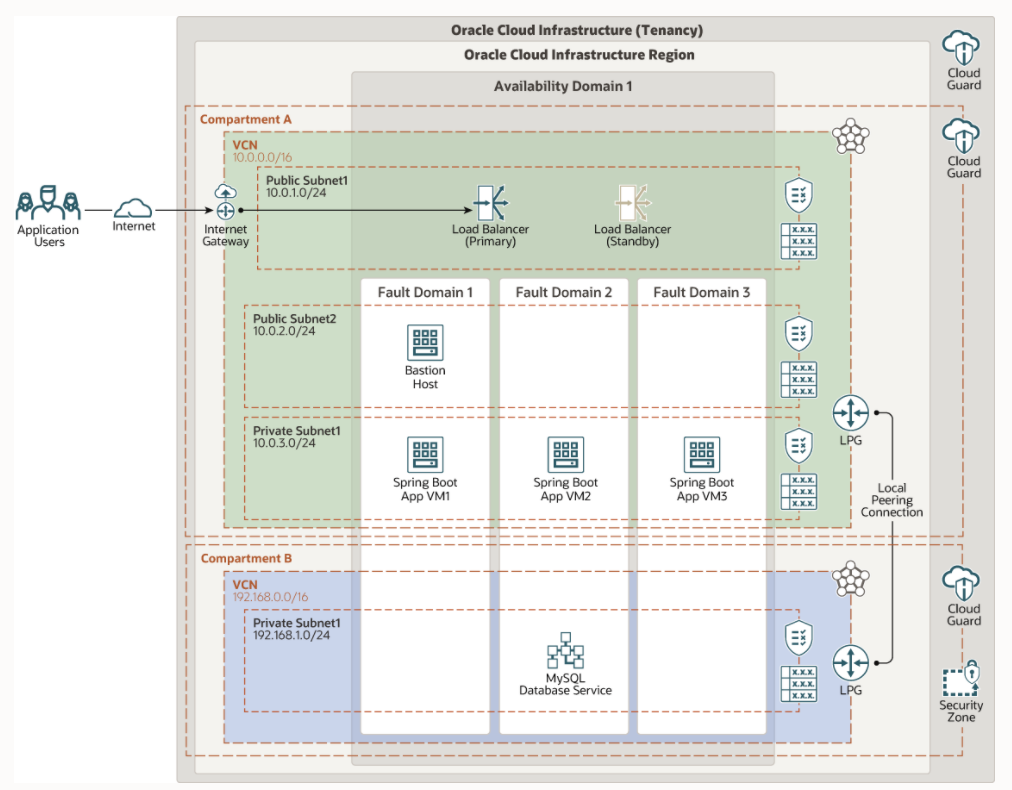 Oracle Cloud Infrastructure (Tenancy)
Oracle Cloud Infrastructure Region
Availability Domain 1
Cloud
Guard
Compartment A
VCN
10.0.0.0/16
Cloud
Guard
Public Subnet1
10.0.1.0/24
Application
Users
Internet
Internet
Gateway
Load Balancer
(Primary)
Load Balancer
(Standby)
X.X.X.
X.X.X.
X.X.X.
Fault Domain 1
Fault Domain 2
Fault Domain 3
Public Subnet2
10.0.2.0/24
Bastion
Host
X.X.X.
X.X.X.
X.X.X.
LPG
Private Subnet1
10.0.3.0/24
Spring Boot
App VM1
Spring Boot
App VM2
Spring Boot
App VM3
X.X.X.
X.X.X.
X.X.X.
Local
Peering
Connection
Compartment B
VCN
192.168.0.0/16
Cloud
Guard
Private Subnet1
192.168.1.0/24
MySQL
Database Service
X.X.X.
X.X.X.
X.X.X.
LPG
Security
Zone